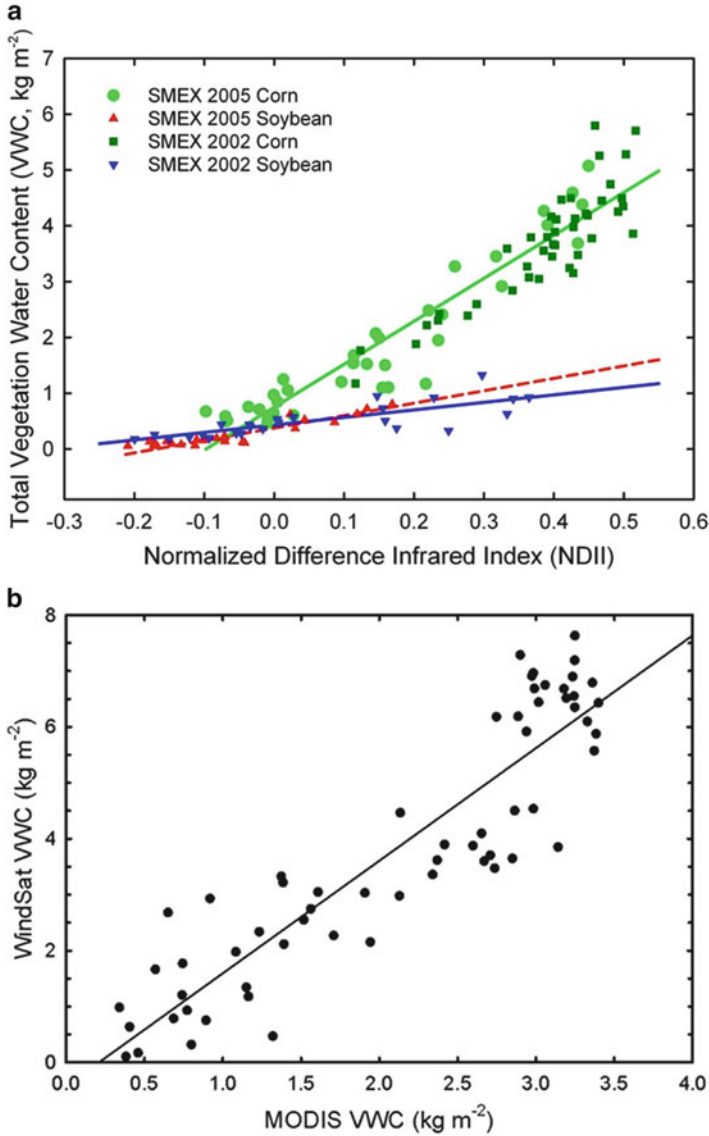 a
Total Vegetation Water Content (VWC, kg m-2)
7
6
5
4
3
2
1
0
SMEX 2005 Corn
SMEX 2005 Soybean
SMEX 2002 Corn
SMEX 2002 Soybean
-0.3 -0.2 -0.1 0.0 0.1 0.2 0.3 0.4 0.5 0.6
Normalized Difference Infrared Index (NDII)
b
WindSat VWC (kg m-2)
8
6
4
2
0
0.0 0.5 1.0 1.5 2.0 2.5 3.0 3.5 4.0
MODIS VWC (kg m-2)